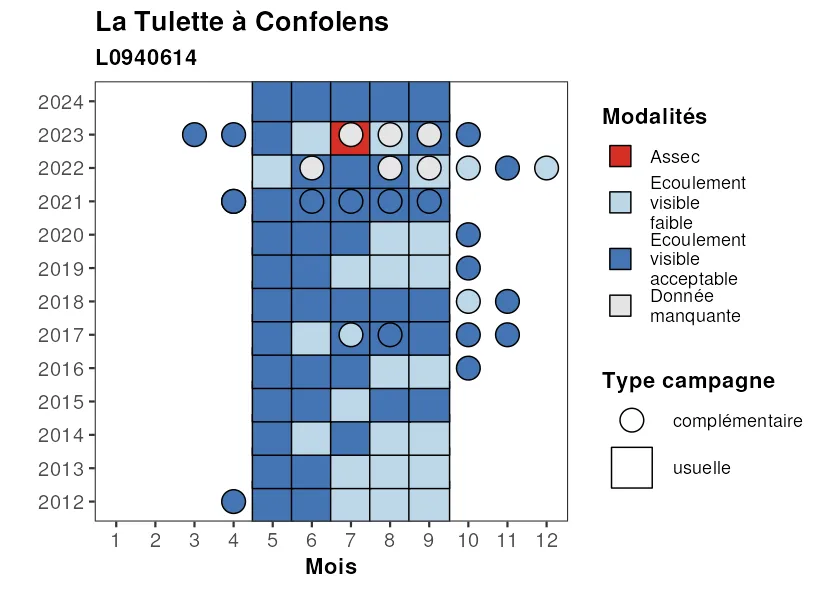 La Tulette à Confolens
L0940614
2024
2023
2022
2021
2020
2019
2018
2017
2016
2015
2014
2013
2012
1 2 3 4 5 6 7 8 9 10 11 12
Mois
Modalités
Assec
Ecoulement
visible
faible
Ecoulement
visible
acceptable
Donnée
manquante
Type campagne
complémentaire
usuelle